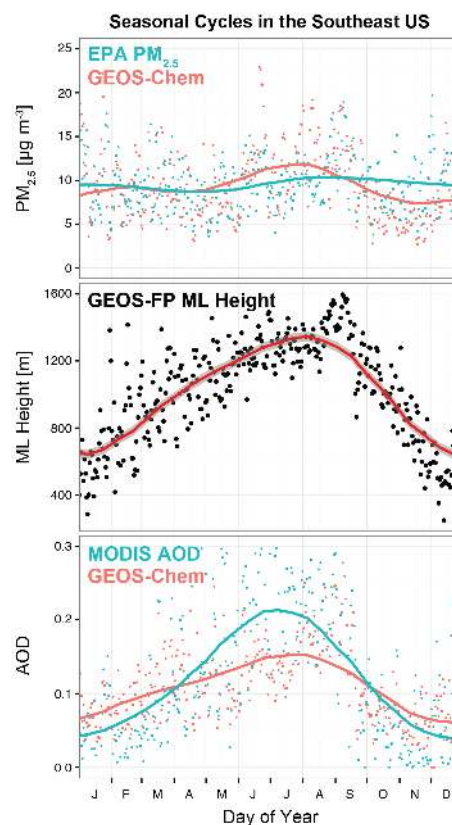 Seasonal Cycles in the Southeast US
25
EPA PM2.5
GEOS-Chem
20
15
10
5
0
PM2.5 [µg m-3]
1600
GEOS-FP ML Height
1200
800
400
ML Height [m]
0.3
MODIS AOD
GEOS-Chem
0.2
0.1
0.0
AOD
J F M A M J J A S O N D
Day of Year